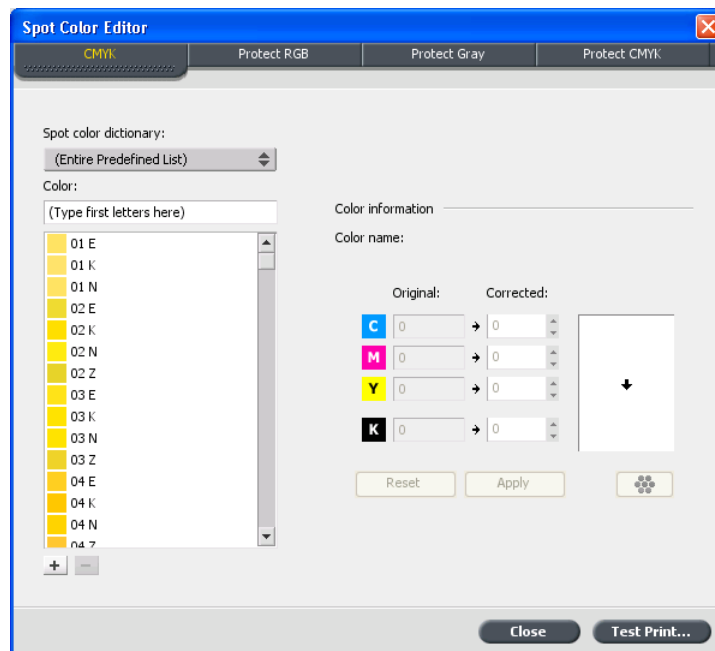 Spot Color Editor
CMYK Protect RGB Protect Gray Protect CMYK
Spot color dictionary:
(Entire Predefined List)
Color:
(Type first letters here)
01 E
01 K
01 N
02 E
02 K
02 N
02 Z
03 E
03 K
03 N
03 Z
04 E
04 K
04 N
04 Z
+ −
Color information
Color name:
Original: Corrected:
C 0 → 0
M 0 → 0
Y 0 → 0
K 0 → 0
Reset Apply
Close Test Print...